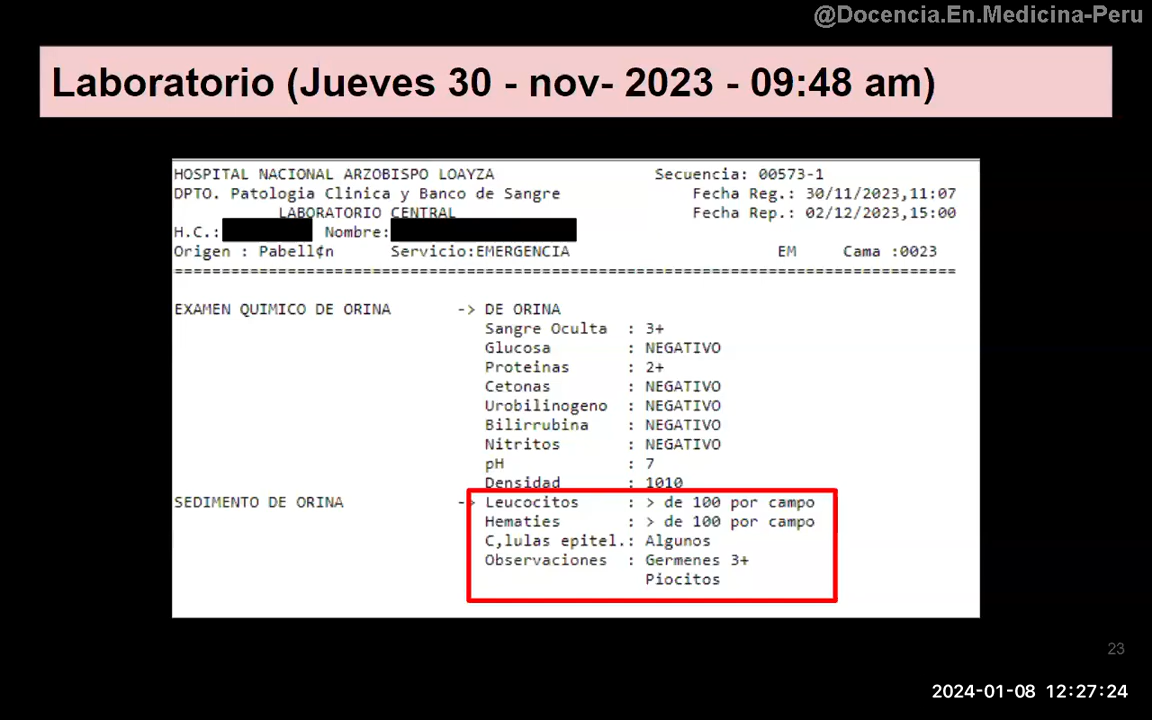 @Docencia.En.Medicina-Peru
Laboratorio (Jueves 30 - nov- 2023 - 09:48 am)
HOSPITAL NACIONAL ARZOBISPO LOAYZA Secuencia: 00573-1
DPTO. Patologia Clinica y Banco de Sangre Fecha Reg.: 30/11/2023,11:07
LABORATORIO CENTRAL Fecha Rep.: 02/12/2023,15:00
H.C.: Nombre:
Origen : Pabell¢n Servicio:EMERGENCIA EM Cama :0023
===================================================================================
EXAMEN QUIMICO DE ORINA -> DE ORINA
Sangre Oculta : 3+
Glucosa : NEGATIVO
Proteinas : 2+
Cetonas : NEGATIVO
Urobilinogeno : NEGATIVO
Bilirrubina : NEGATIVO
Nitritos : NEGATIVO
pH : 7
Densidad : 1010
SEDIMENTO DE ORINA -> Leucocitos : > de 100 por campo
Hematies : > de 100 por campo
C,lulas epitel.: Algunos
Observaciones : Germenes 3+
Piocitos
23
2024-01-08 12:27:24